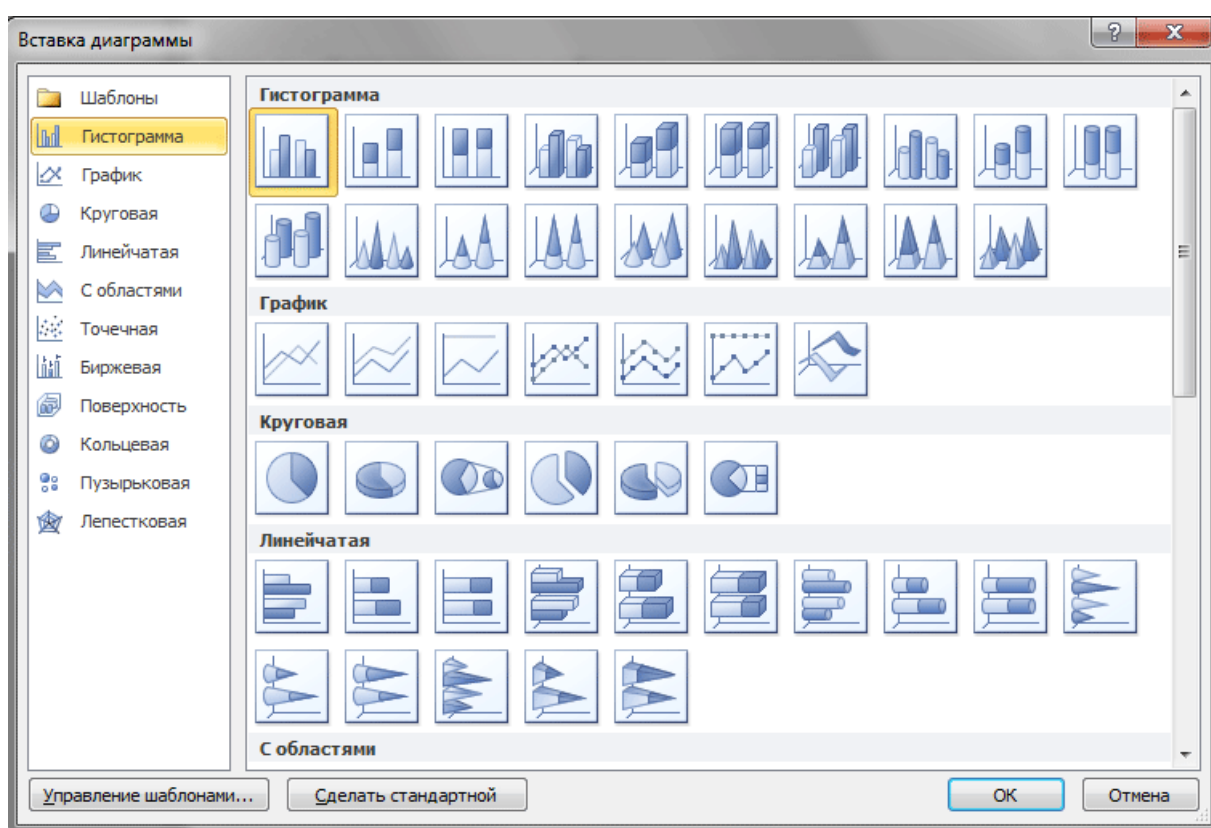 Вставка диаграммы
Шаблоны
Гистограмма
График
Круговая
Линейчатая
С областями
Точечная
Биржевая
Поверхность
Кольцевая
Пузырьковая
Лепестковая
Гистограмма
График
Круговая
Линейчатая
С областями
Управление шаблонами...
Сделать стандартной
ОК
Отмена